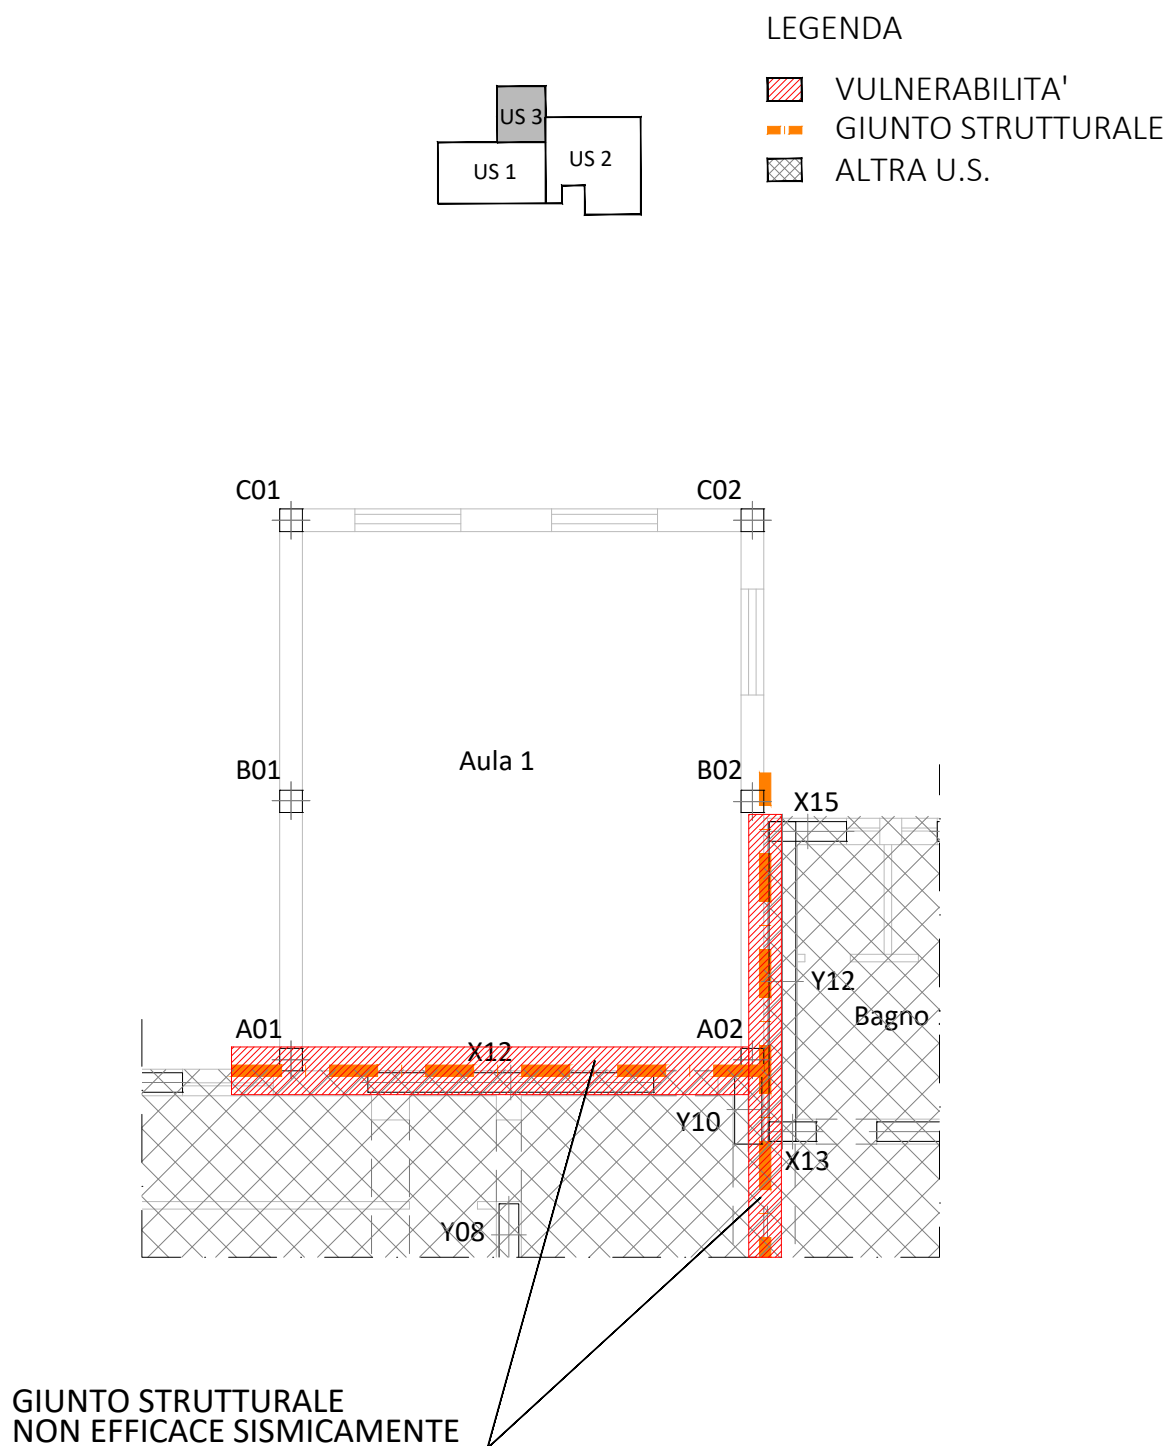 LEGENDA
VULNERABILITA'
GIUNTO STRUTTURALE
ALTRA U.S.
US 3
US 2
US 1
C01
C02
B01
Aula 1
B02
X15
Y12
Bagno
A01
X12
A02
Y10
X13
Y08
GIUNTO STRUTTURALE
NON EFFICACE SISMICAMENTE